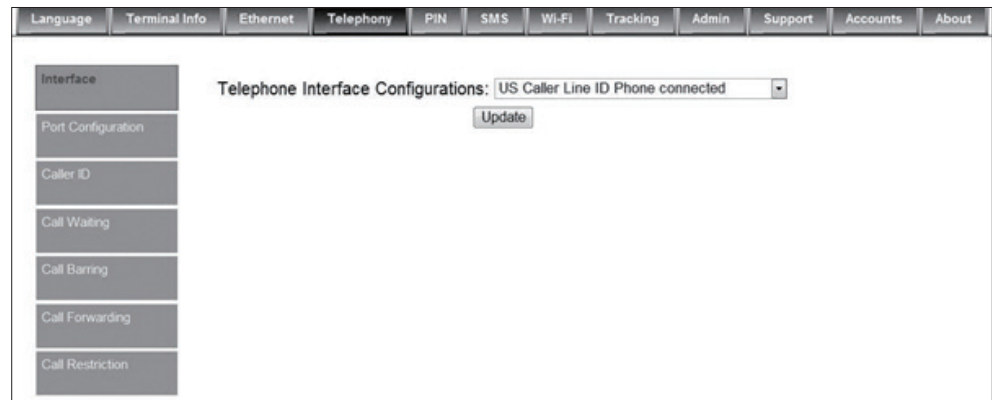 Language Terminal Info Ethernet Telephony PIN SMS Wi-Fi Tracking Admin Support Accounts About
Interface
Telephone Interface Configurations: US Caller Line ID Phone connected
Update
Port Configuration
Caller ID
Call Waiting
Call Barring
Call Forwarding
Call Restriction